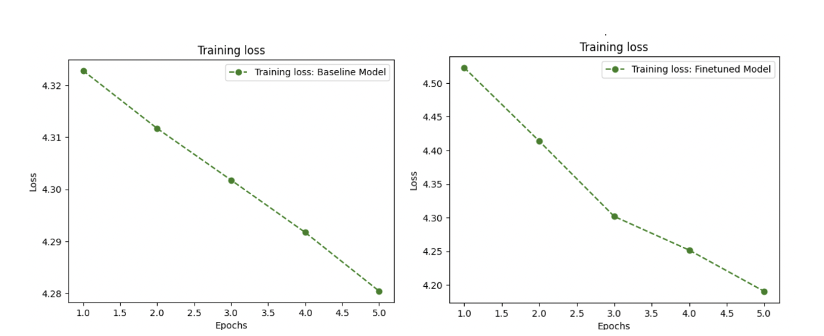 Training loss
Training loss: Baseline Model
4.32
4.31
4.30
4.29
4.28
Loss
1.0 1.5 2.0 2.5 3.0 3.5 4.0 4.5 5.0
Epochs
Training loss
Training loss: Finetuned Model
4.50
4.45
4.40
4.35
4.30
4.25
4.20
Loss
1.0 1.5 2.0 2.5 3.0 3.5 4.0 4.5 5.0
Epochs